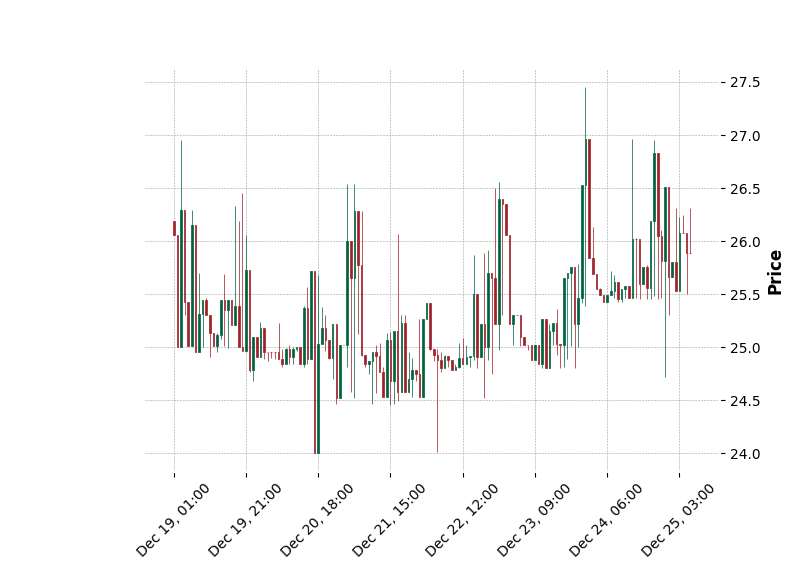 27.5
27.0
26.5
26.0
25.5
25.0
24.5
24.0
Price
Dec 19, 01:00
Dec 19, 21:00
Dec 20, 18:00
Dec 21, 15:00
Dec 22, 12:00
Dec 23, 09:00
Dec 24, 06:00
Dec 25, 03:00